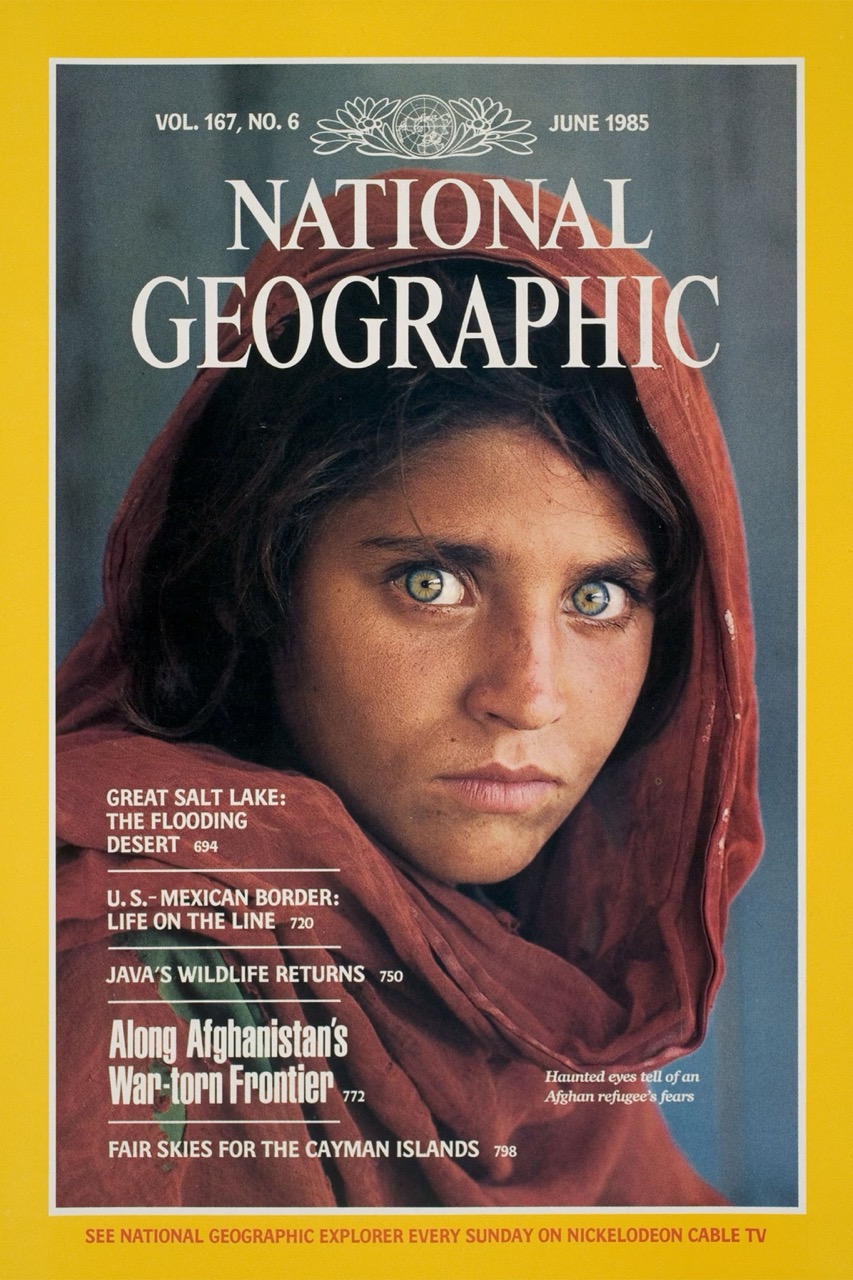 VOL. 167, NO. 6
JUNE 1985
NATIONAL
GEOGRAPHIC
GREAT SALT LAKE:
THE FLOODING
DESERT 694
U.S.-MEXICAN BORDER:
LIFE ON THE LINE 720
JAVA'S WILDLIFE RETURNS 750
Along Afghanistan's
War-torn Frontier 772
FAIR SKIES FOR THE CAYMAN ISLANDS 798
Haunted eyes tell of an
Afghan refugee's fears
SEE NATIONAL GEOGRAPHIC EXPLORER EVERY SUNDAY ON NICKELODEON CABLE TV